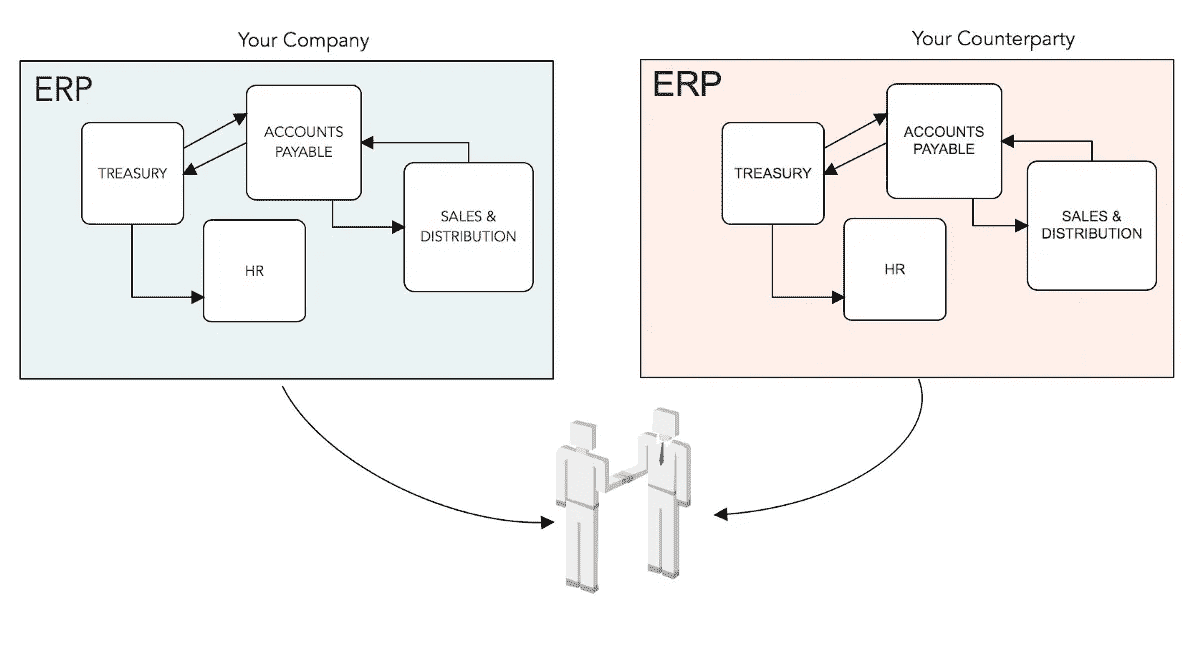 Your Company
ERP
TREASURY
ACCOUNTS
PAYABLE
SALES &
DISTRIBUTION
HR
Your Counterparty
ERP
TREASURY
ACCOUNTS
PAYABLE
SALES &
DISTRIBUTION
HR